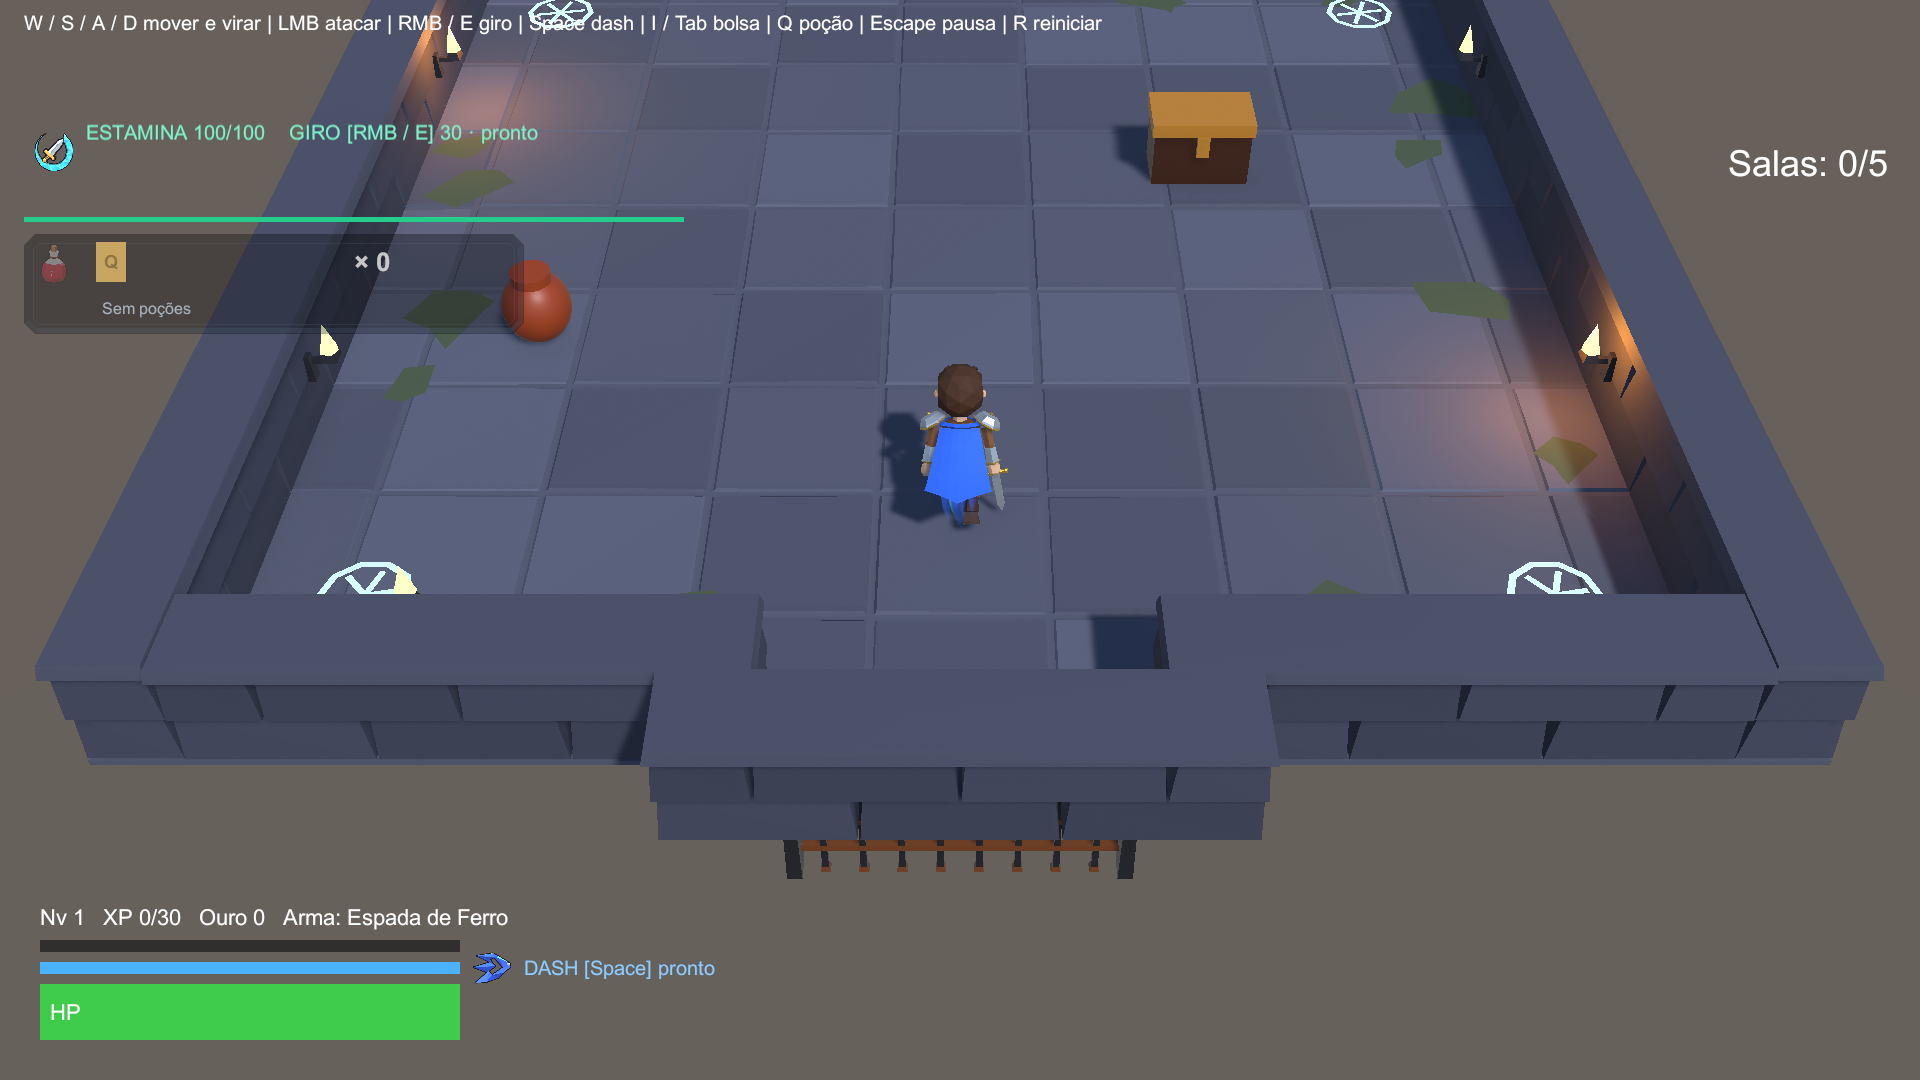 W / S / A / D mover e virar | LMB atacar | RMB / E giro | Space dash | I / Tab bolsa | Q poção | Escape pausa | R reiniciar
ESTAMINA 100/100 GIRO [RMB / E] 30 · pronto
Salas: 0/5
Q × 0
Sem poções
Nv 1 XP 0/30 Ouro 0 Arma: Espada de Ferro
DASH [Space] pronto
HP